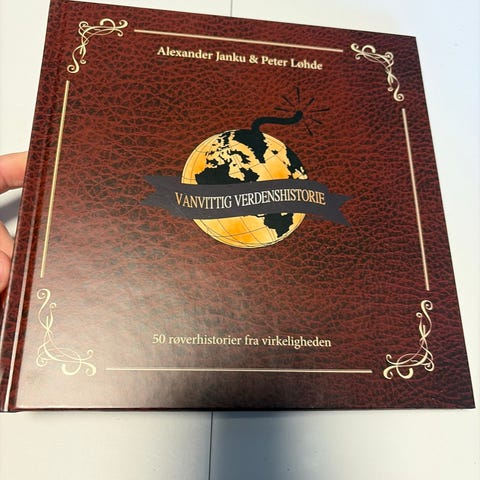 Alexander Janku & Peter Løhde
VANVITTIG VERDENSHISTORIE
50 røverhistorier fra virkeligheden